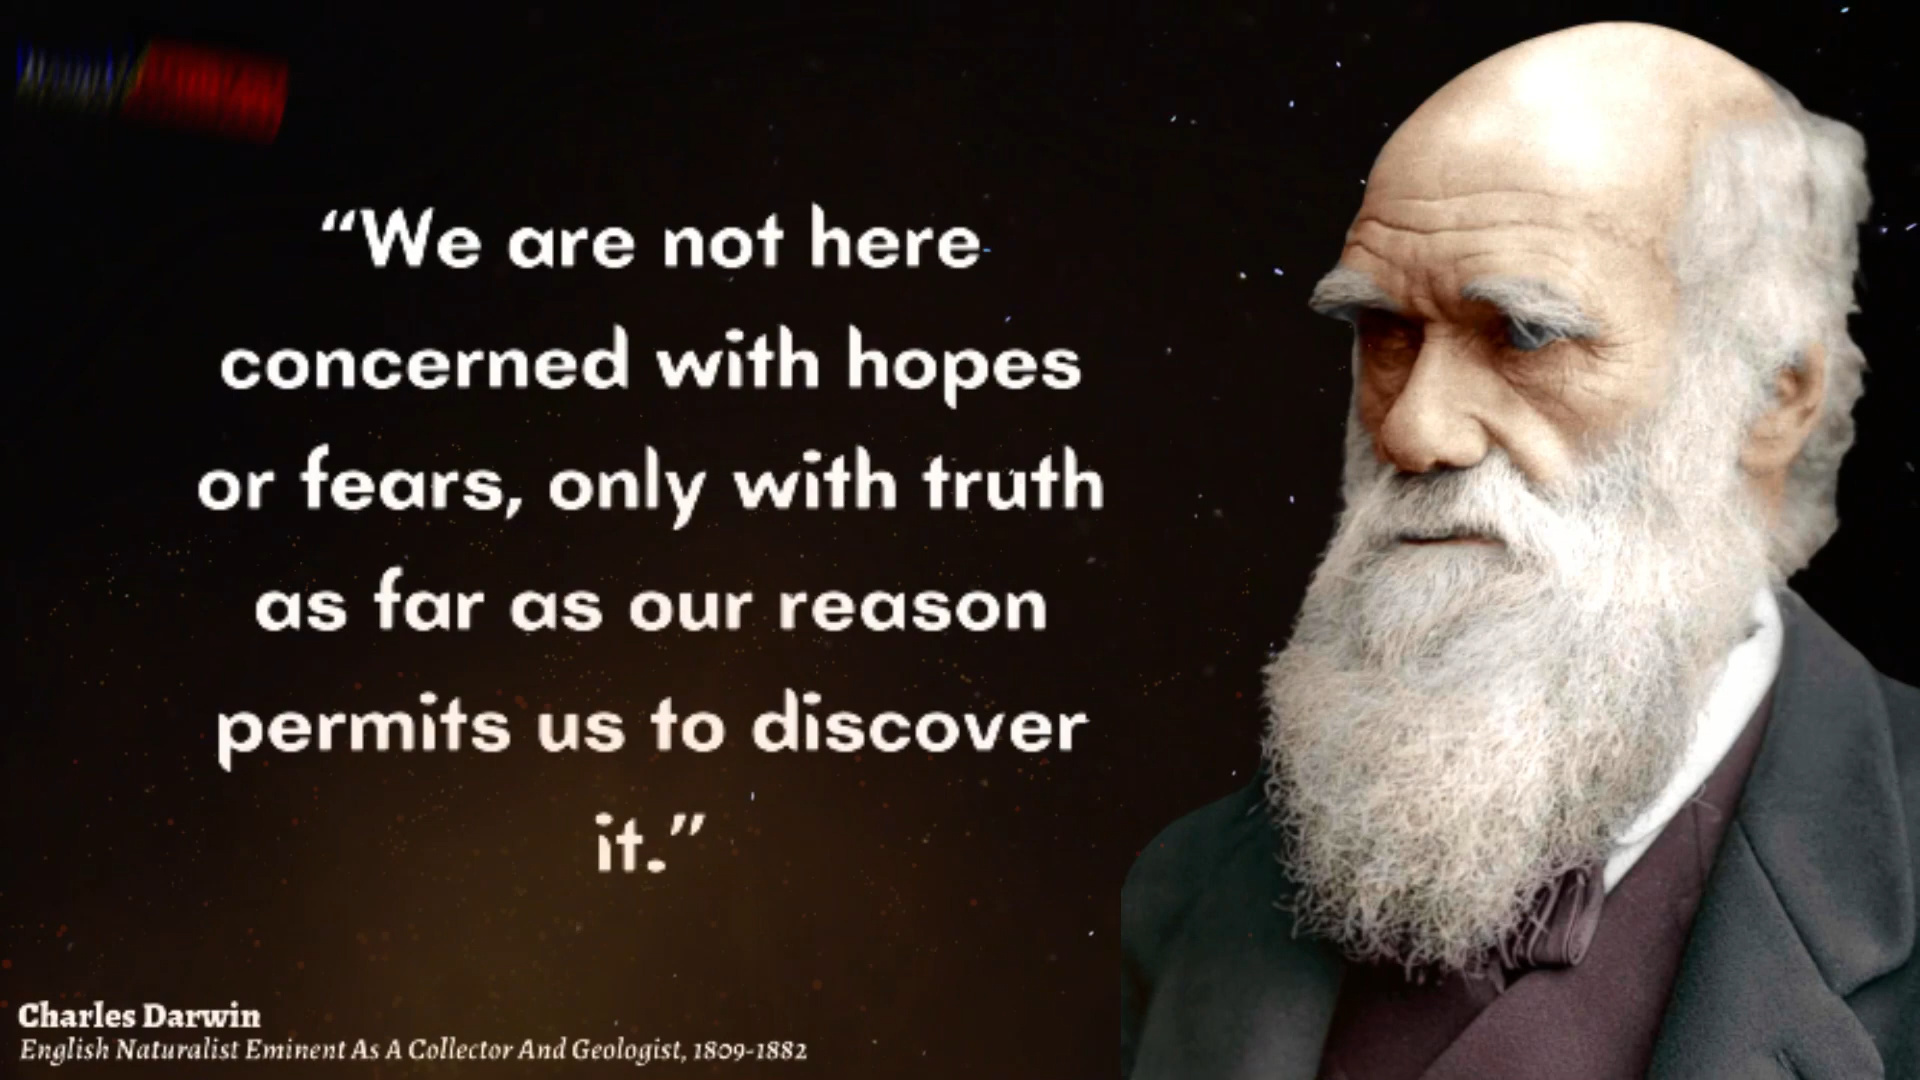 “We are not here
concerned with hopes
or fears, only with truth
as far as our reason
permits us to discover
it.”
Charles Darwin
English Naturalist Eminent As A Collector And Geologist, 1809-1882